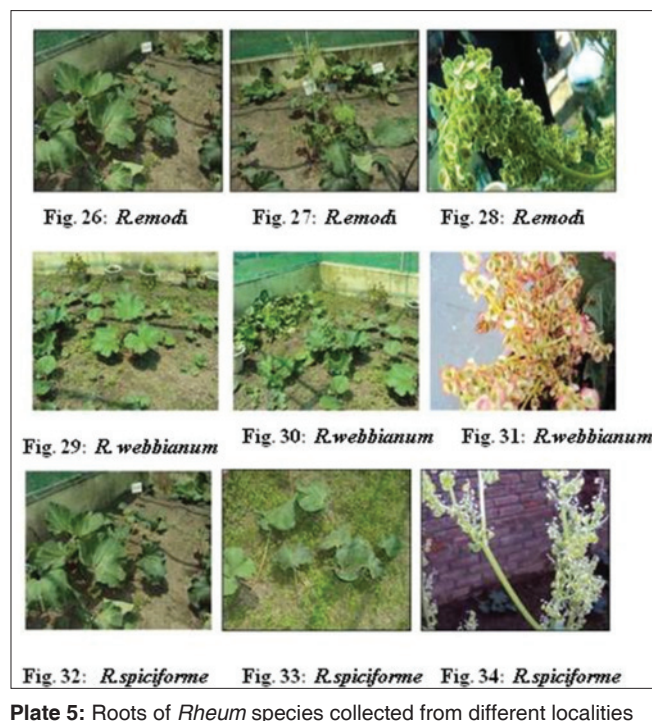 Fig. 26: R.emodi Fig. 27: R.emodi Fig. 28: R.emodi
Fig. 29: R. webbianum Fig. 30: R.webbianum Fig. 31: R.webbianum
Fig. 32: R.spiciforme Fig. 33: R.spiciforme Fig. 34: R.spiciforme
Plate 5: Roots of Rheum species collected from different localities